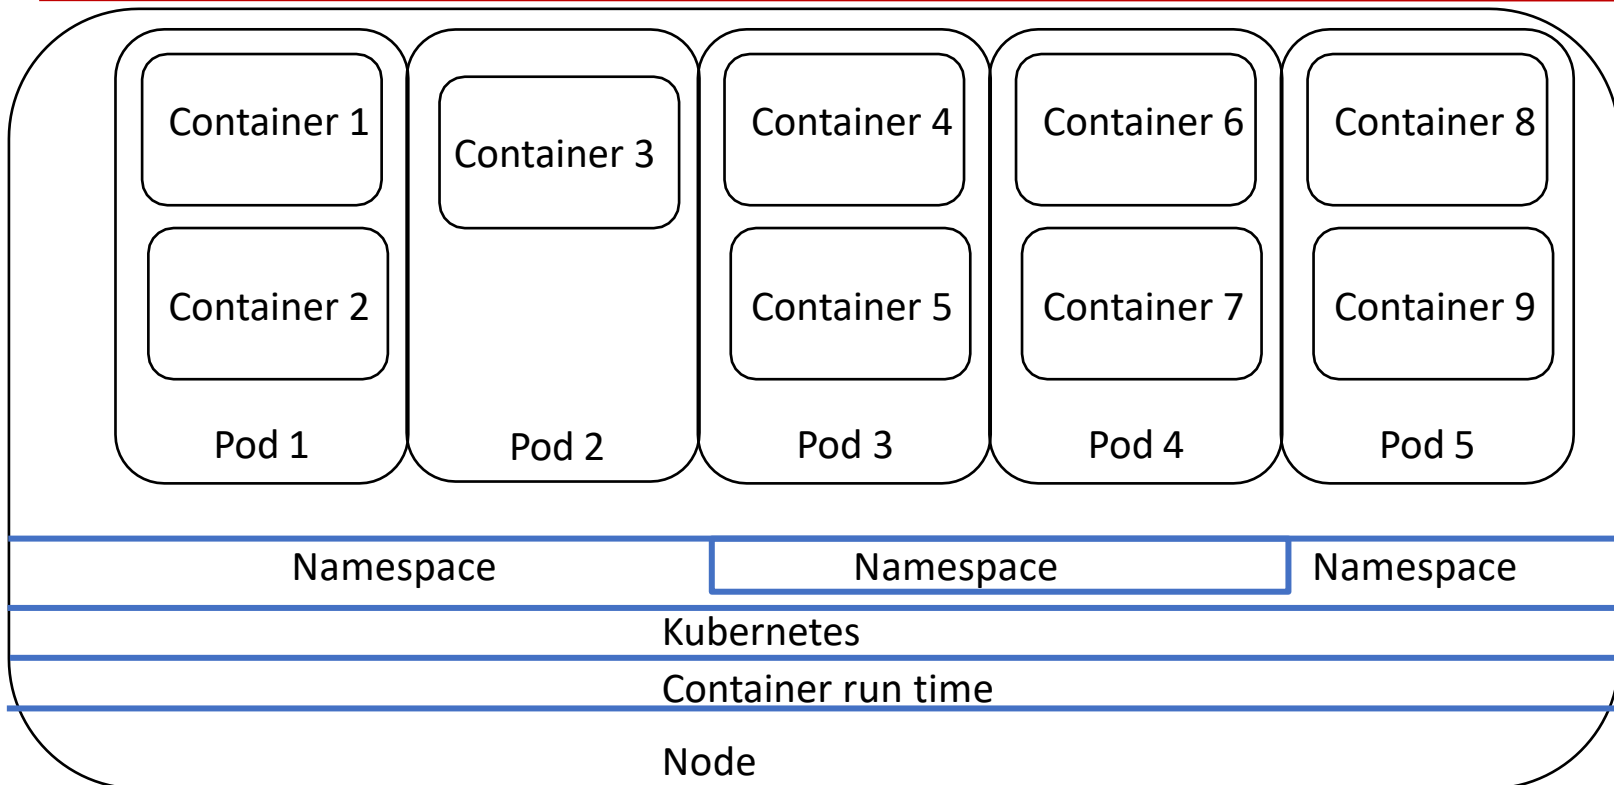 Container 1
Container 2
Pod 1
Container 3
Pod 2
Container 4
Container 5
Pod 3
Container 6
Container 7
Pod 4
Container 8
Container 9
Pod 5
Namespace
Namespace
Namespace
Kubernetes
Container run time
Node